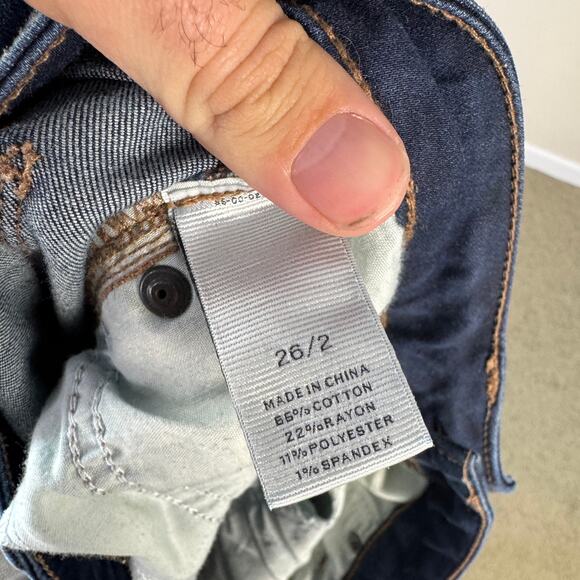 26/2
MADE IN CHINA
66% COTTON
22% RAYON
11% POLYESTER
1% SPANDEX